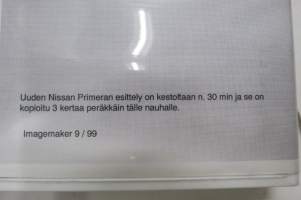 Uuden Nissan Primeran esittely on kestoltaan n. 30 min ja se on
kopioitu 3 kertaa peräkkäin tälle nauhalle.
Imagemaker 9 / 99